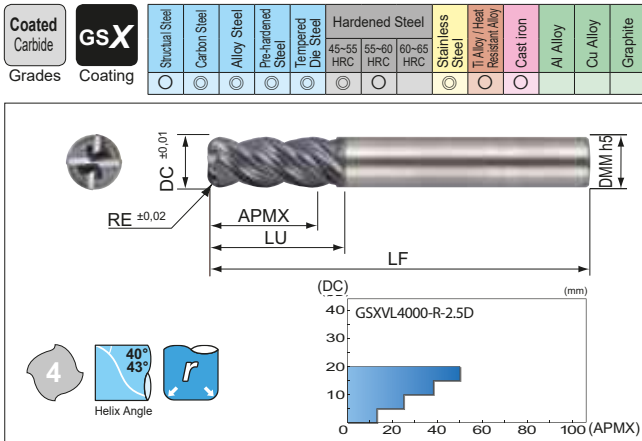 Coated
Carbide
Grades
GSX
Coating
Structual Steel
Carbon Steel
Alloy Steel
Pre-hardened
Steel
Tempered
Die Steel
Hardened Steel
45~55
HRC
55~60
HRC
60~65
HRC
Stainless
Steel
Ti Alloy / Heat
Resistant Alloy
Cast iron
Al Alloy
Cu Alloy
Graphite
DC ±0,01
DMM h5
RE ±0,02
APMX
LU
LF
(DC)
(mm)
GSXVL4000-R-2.5D
40
30
20
10
0
0 20 40 60 80 100 (APMX)
4
40°
43°
Helix Angle
r